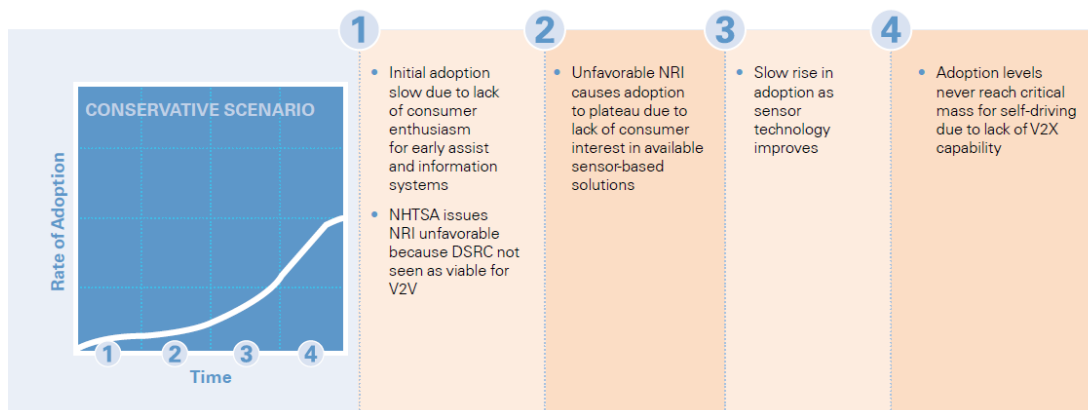 CONSERVATIVE SCENARIO
Rate of Adoption
1
2
3
4
Time
1
• Initial adoption
slow due to lack
of consumer
enthusiasm
for early assist
and information
systems
• NHTSA issues
NRI unfavorable
because DSRC not
seen as viable for
V2V
2
• Unfavorable NRI
causes adoption
to plateau due to
lack of consumer
interest in available
sensor-based
solutions
3
• Slow rise in
adoption as
sensor
technology
improves
4
• Adoption levels
never reach critical
mass for self-driving
due to lack of V2X
capability